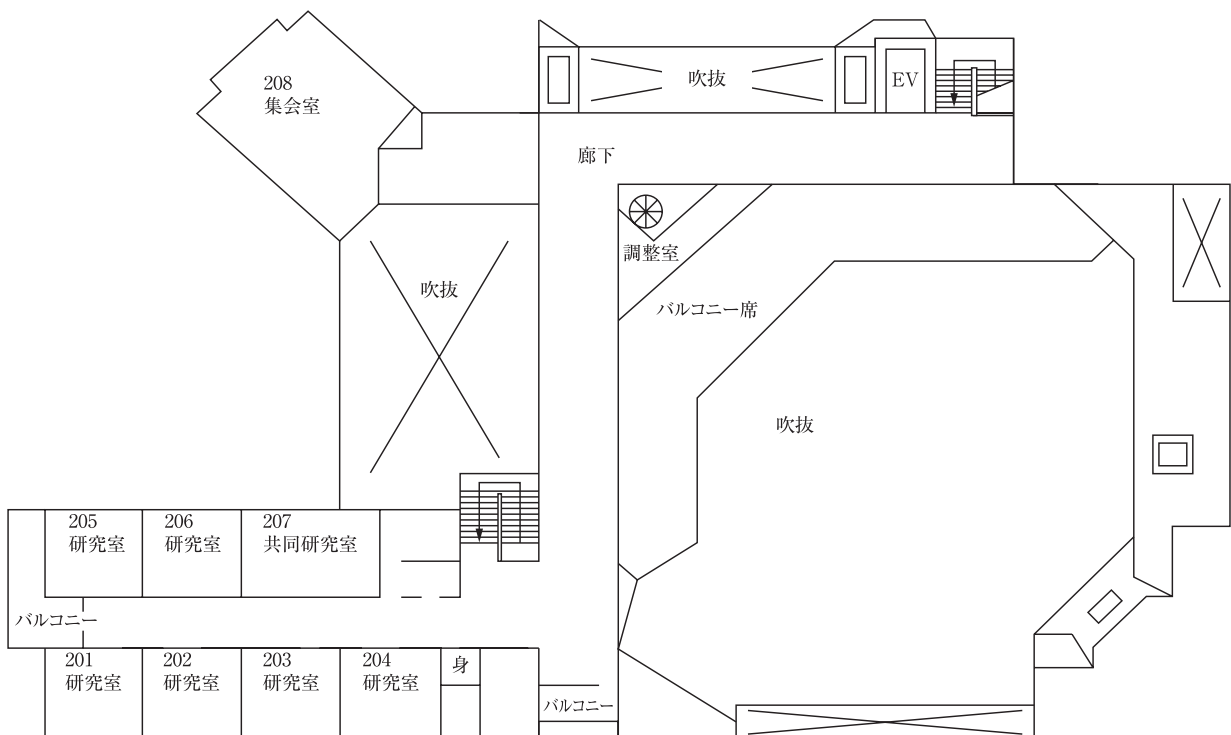 208
集会室
吹抜
EV
廊下
調整室
バルコニー席
吹抜
吹抜
205
研究室
206
研究室
207
共同研究室
バルコニー
201
研究室
202
研究室
203
研究室
204
研究室
身
バルコニー